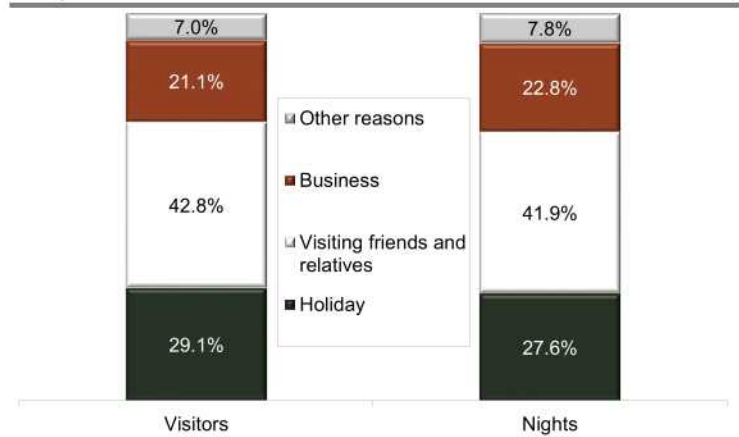 7.0%
7.8%
21.1%
22.8%
Other reasons
Business
42.8%
41.9%
Visiting friends and
relatives
Holiday
29.1%
27.6%
Visitors
Nights